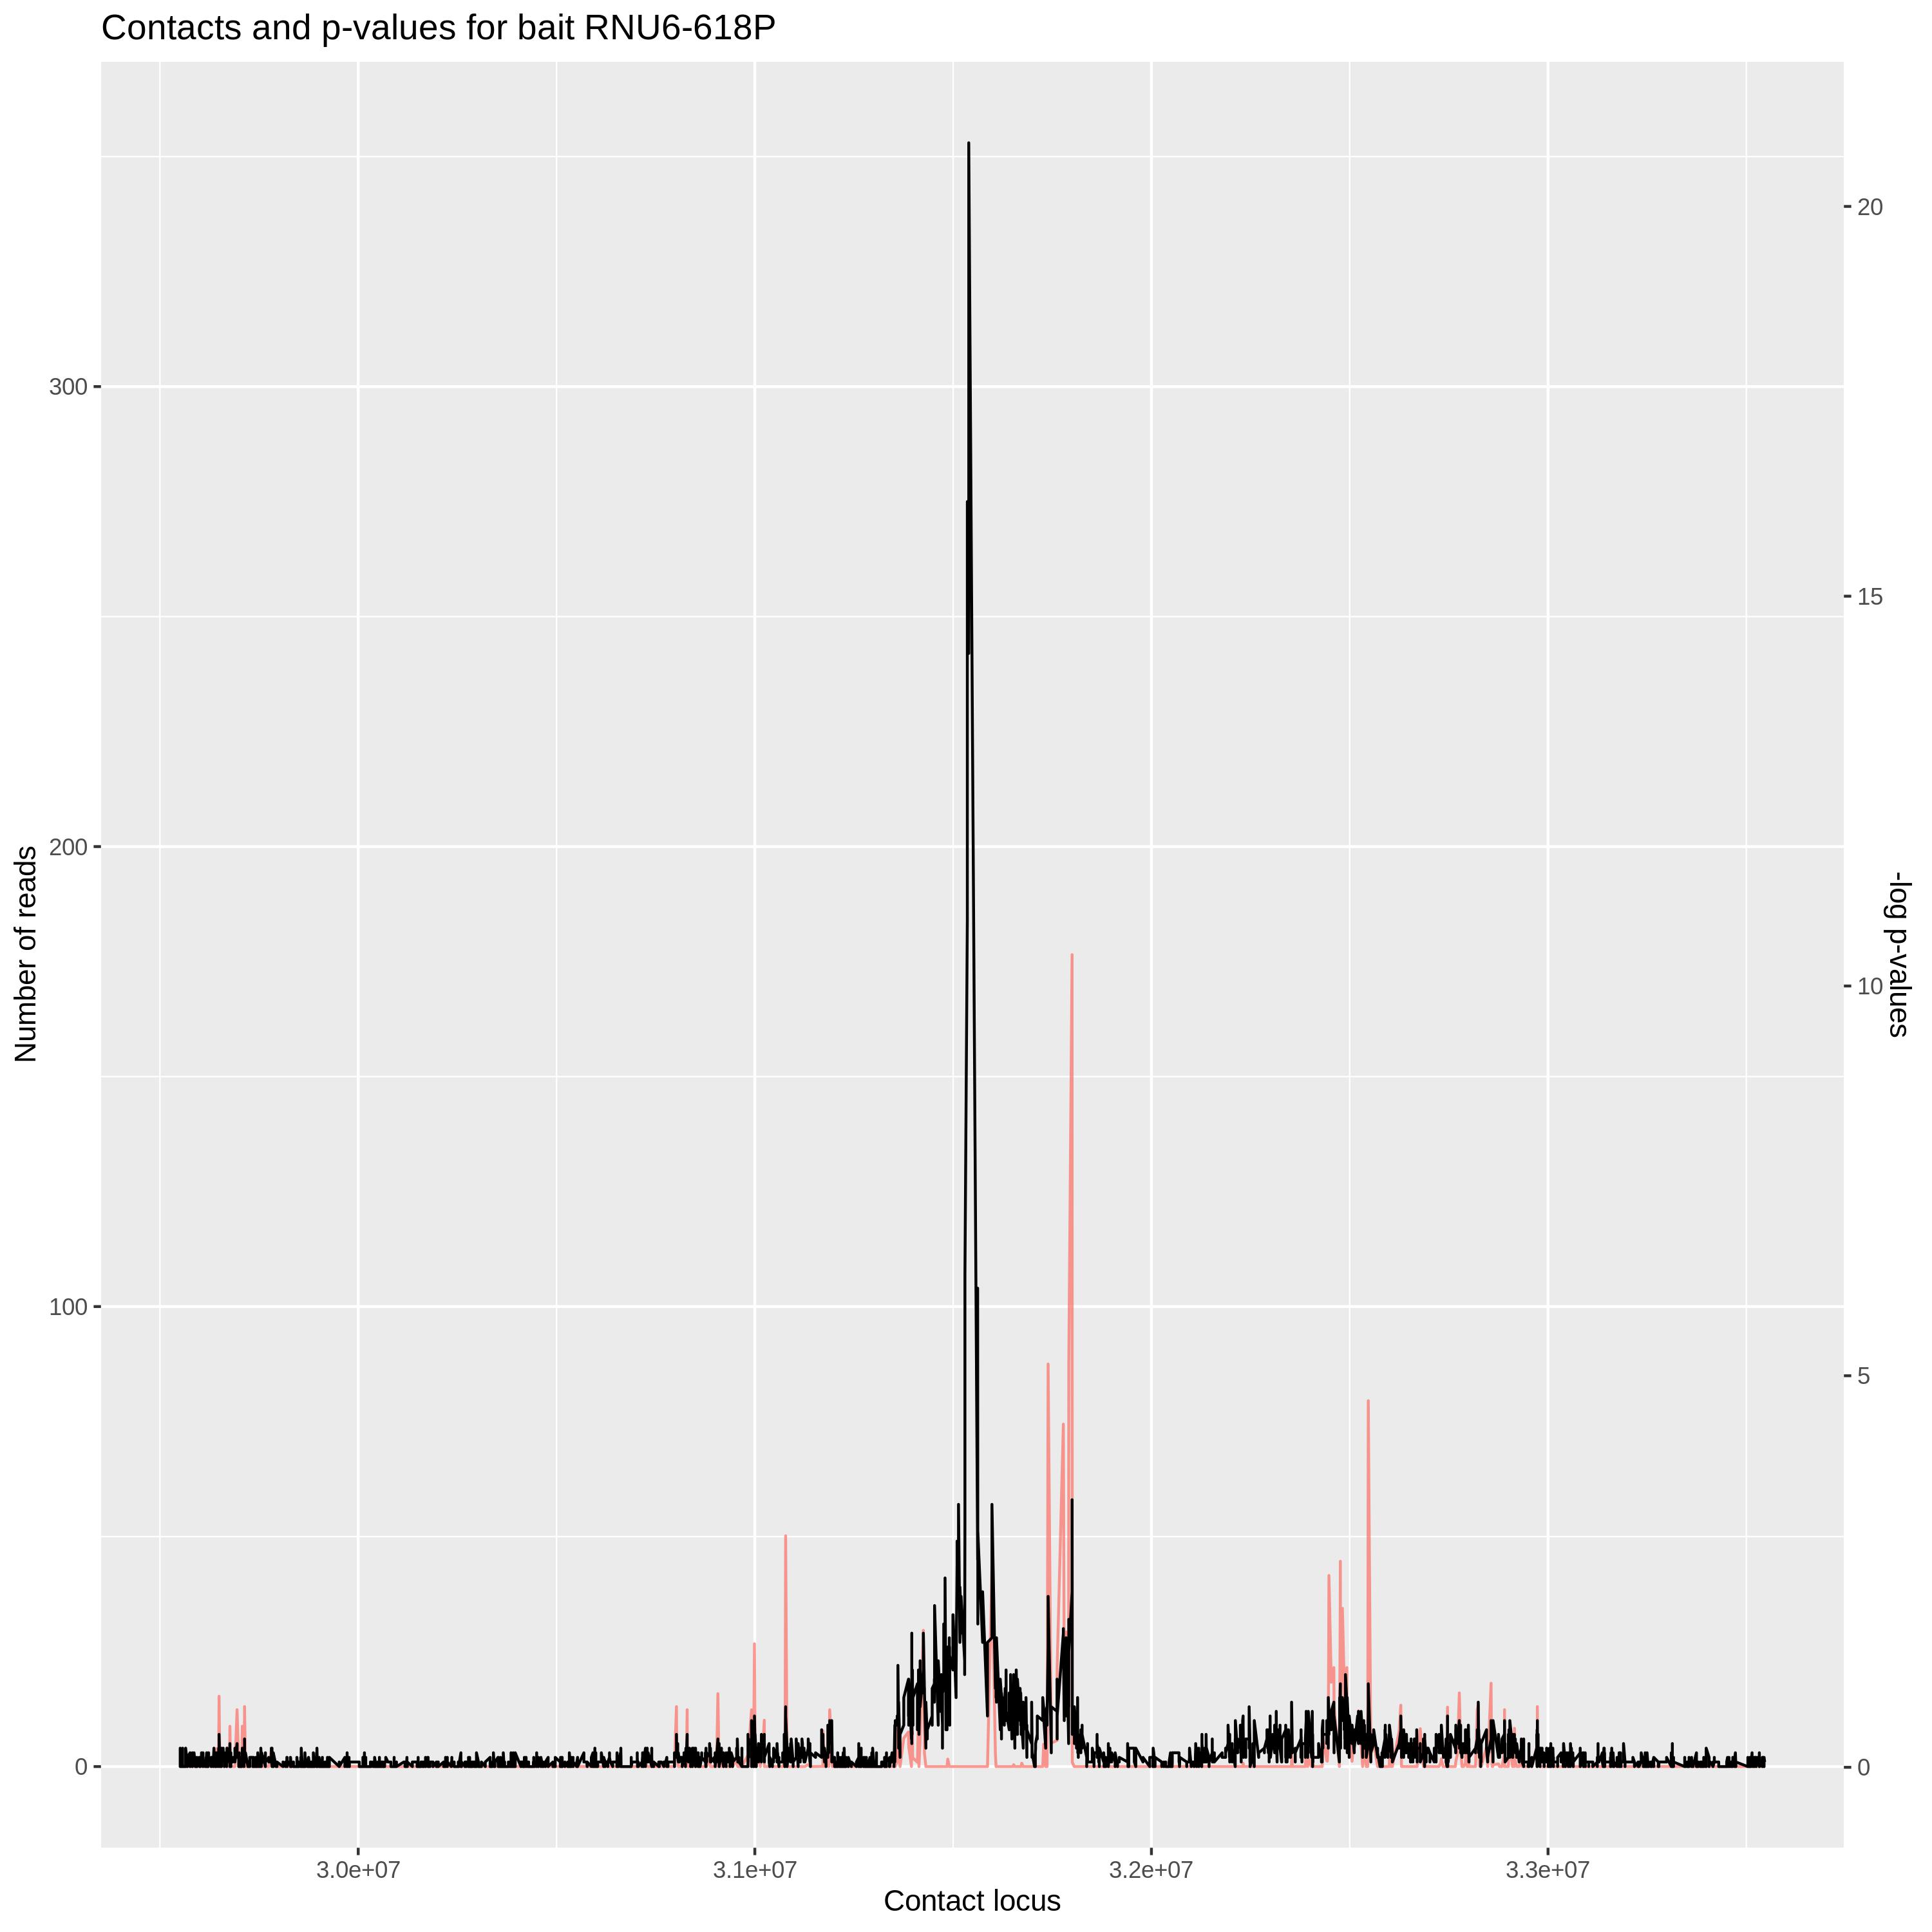 Contacts and p-values for bait RNU6-618P
300
200
100
0
Number of reads
20
15
10
5
0
-log p-values
3.0e+07
3.1e+07
3.2e+07
3.3e+07
Contact locus